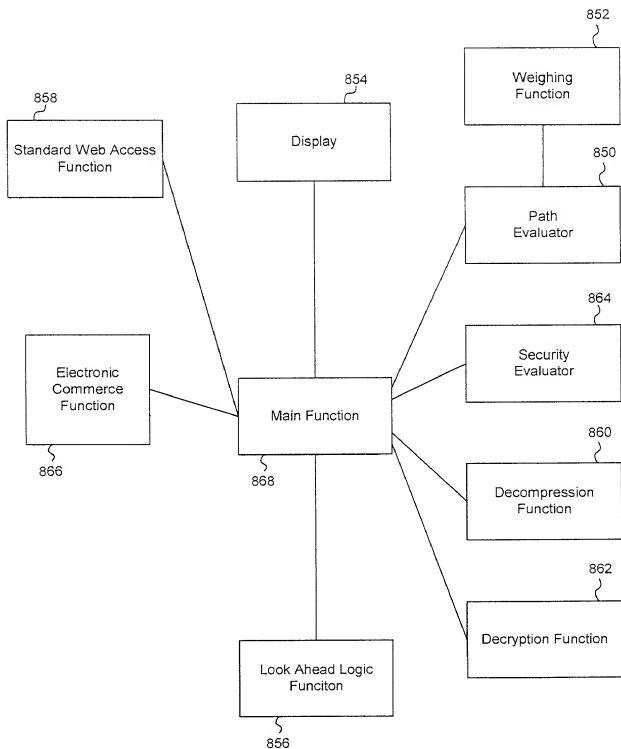 852
Weighing
Function
854
Display
858
Standard Web Access
Function
850
Path
Evaluator
864
Security
Evaluator
Electronic
Commerce
Function
866
Main Function
868
860
Decompression
Function
862
Decryption Function
Look Ahead Logic
Funciton
856